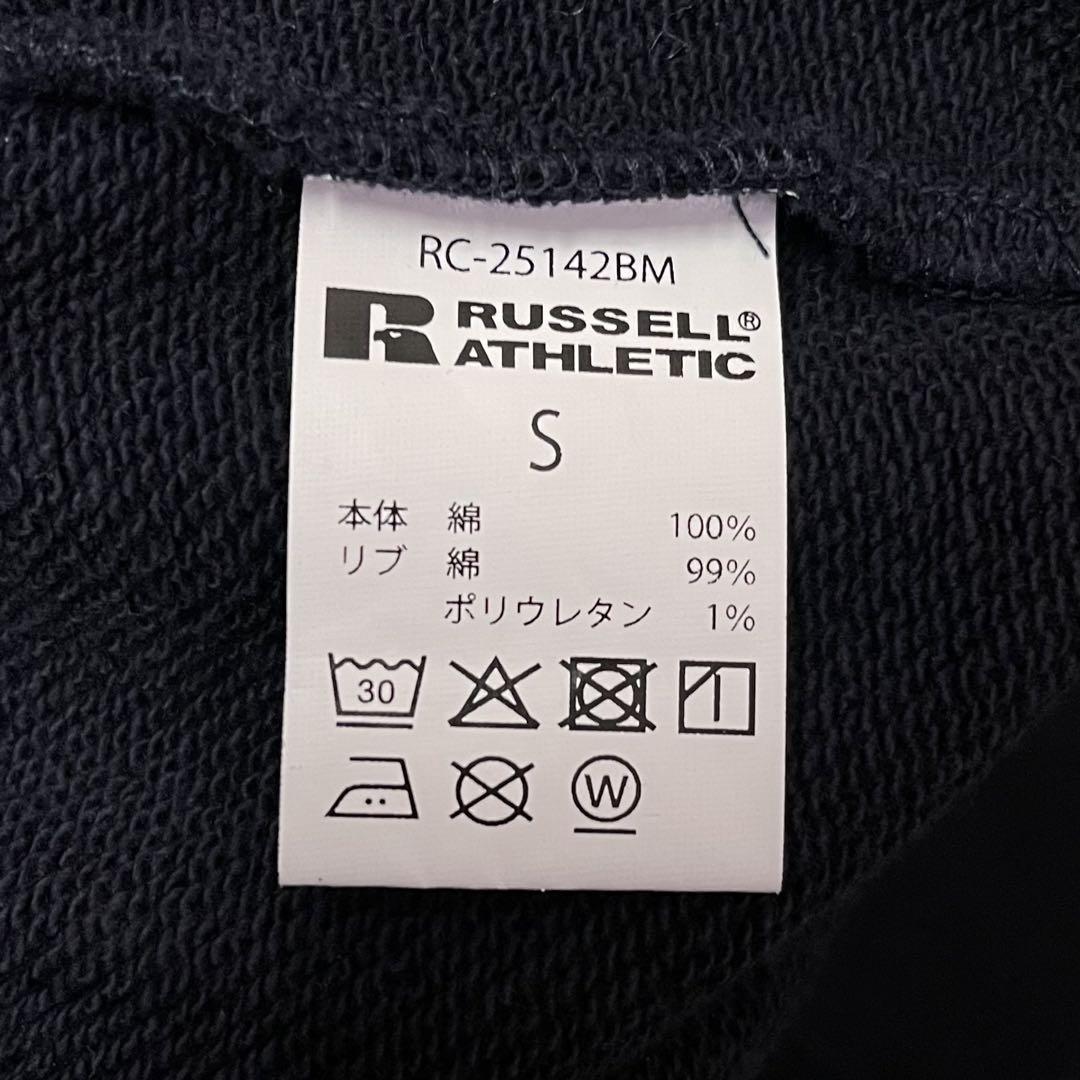 RC-25142BM
RUSSELL®
ATHLETIC
S
本体 綿 100%
リブ 綿 99%
ポリウレタン 1%
30
W